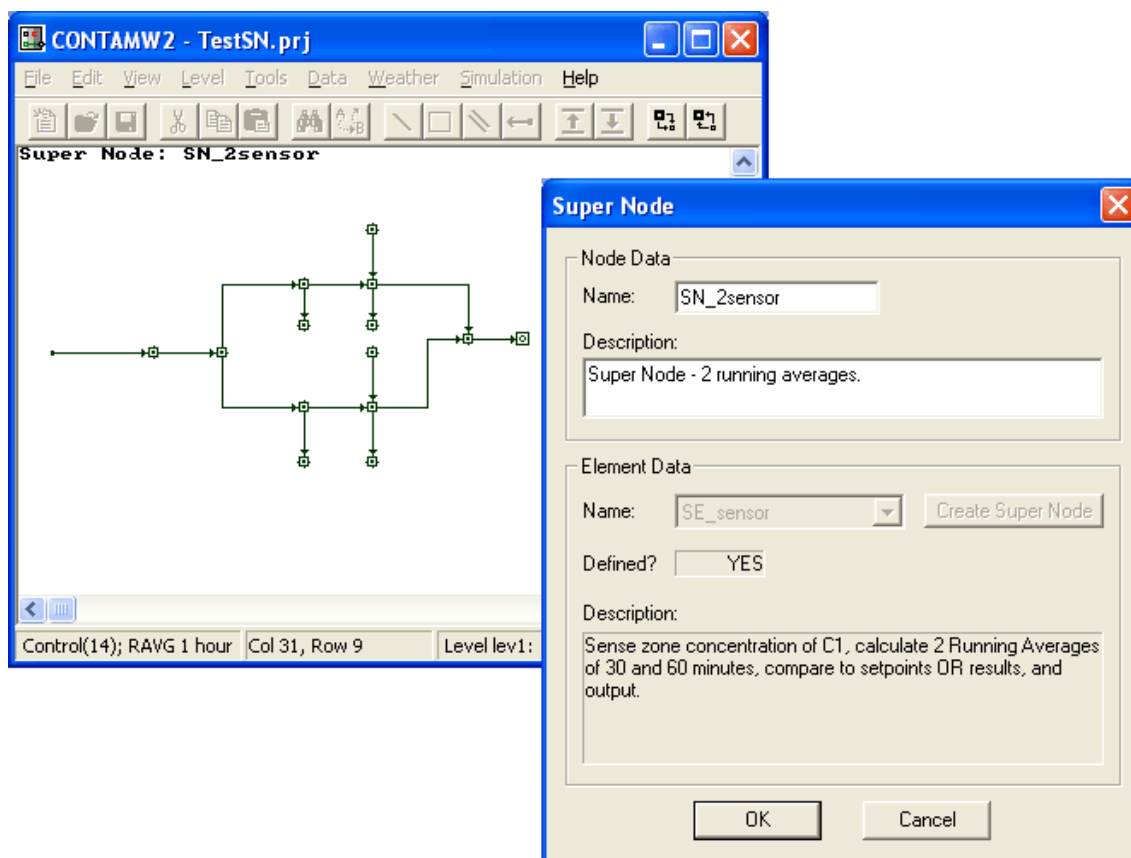 CONTAMW2 - TestSN.prj
File Edit View Level Tools Data Weather Simulation Help
Super Node: SN_2sensor
Control(14); RAVG 1 hour Col 31, Row 9 Level lev1:
Super Node
Node Data
Name: SN_2sensor
Description:
Super Node - 2 running averages.
Element Data
Name: SE_sensor Create Super Node
Defined? YES
Description:
Sense zone concentration of C1, calculate 2 Running Averages
of 30 and 60 minutes, compare to setpoints OR results, and
output.
OK Cancel